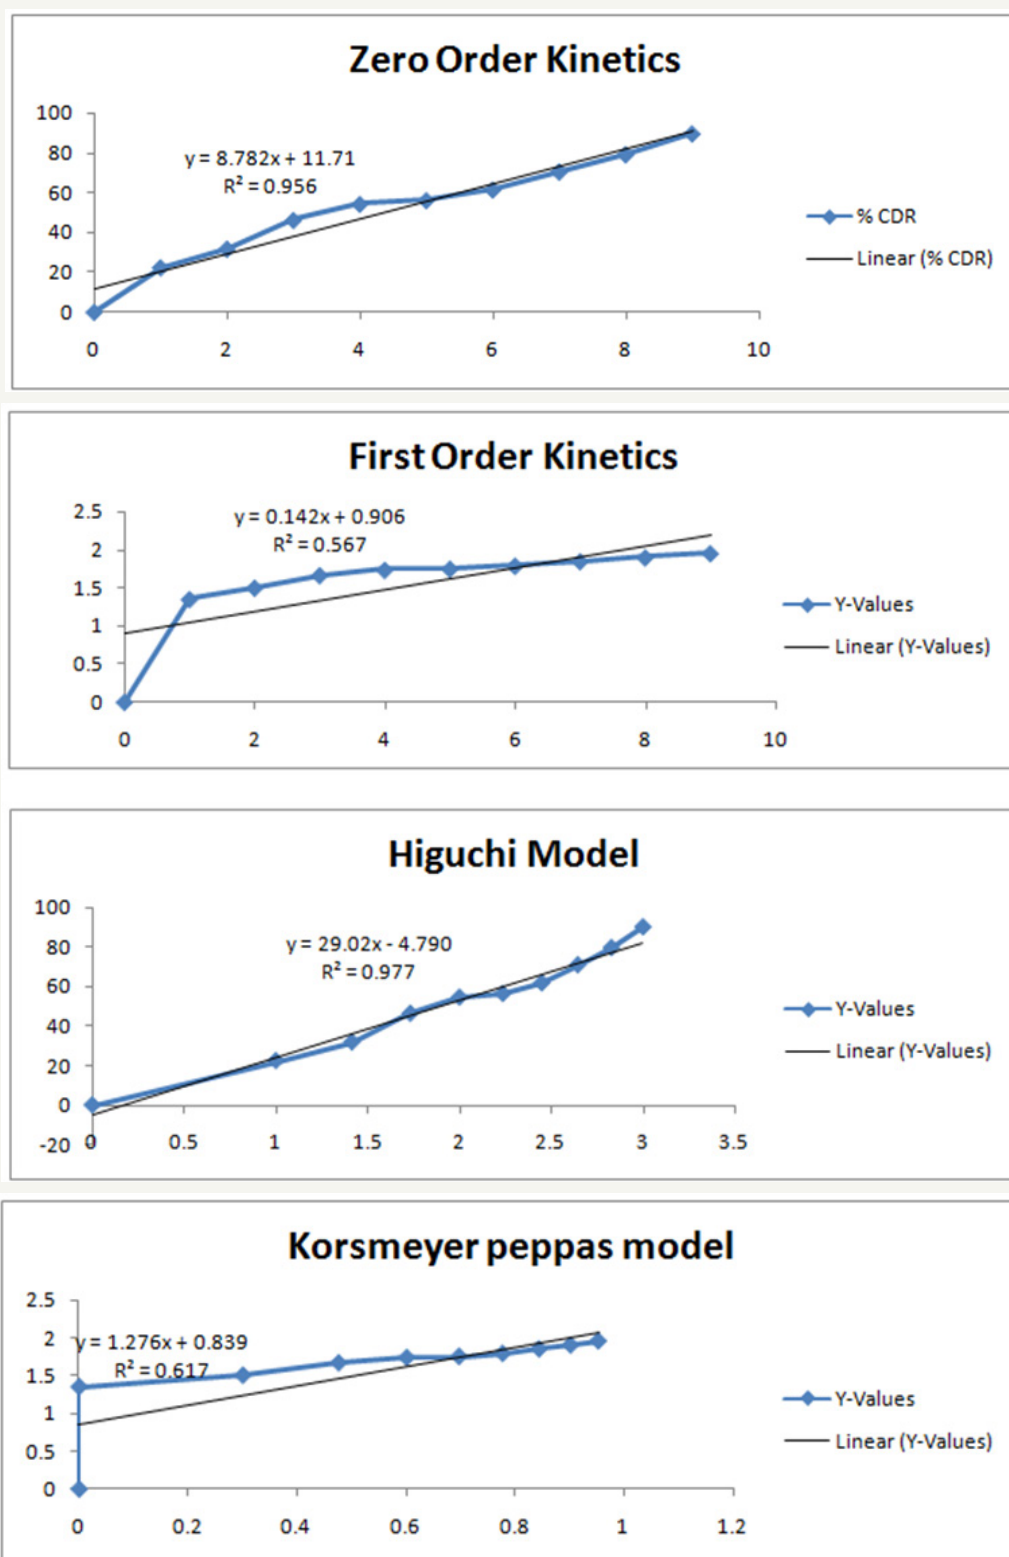 Zero Order Kinetics
100
80
60
40
20
0
y = 8.782x + 11.71
R² = 0.956
0 2 4 6 8 10
% CDR
Linear (% CDR)
First Order Kinetics
2.5
2
1.5
1
0.5
0
y = 0.142x + 0.906
R² = 0.567
0 2 4 6 8 10
Y-Values
Linear (Y-Values)
Higuchi Model
100
80
60
40
20
0
-20
y = 29.02x - 4.790
R² = 0.977
0 0.5 1 1.5 2 2.5 3 3.5
Y-Values
Linear (Y-Values)
Korsmeyer peppas model
2.5
2
1.5
1
0.5
0
y = 1.276x + 0.839
R² = 0.617
0 0.2 0.4 0.6 0.8 1 1.2
Y-Values
Linear (Y-Values)